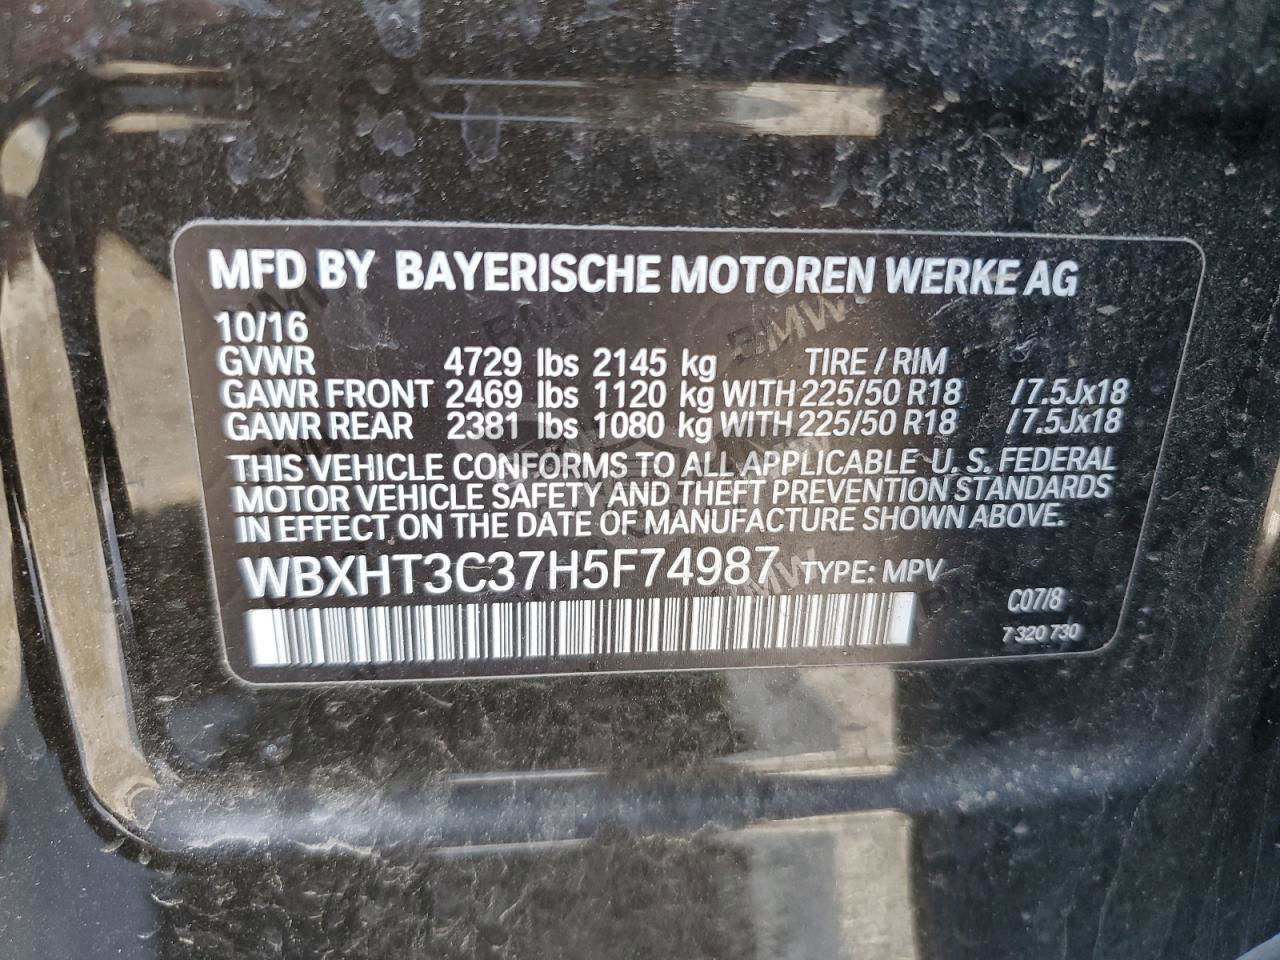 MFD BY BAYERISCHE MOTOREN WERKE AG
10/16
GVWR 4729 lbs 2145 kg TIRE / RIM
GAWR FRONT 2469 lbs 1120 kg WITH 225/50 R18 /7.5Jx18
GAWR REAR 2381 lbs 1080 kg WITH 225/50 R18 /7.5Jx18
THIS VEHICLE CONFORMS TO ALL APPLICABLE U. S. FEDERAL
MOTOR VEHICLE SAFETY AND THEFT PREVENTION STANDARDS
IN EFFECT ON THE DATE OF MANUFACTURE SHOWN ABOVE.
WBXHT3C37H5F74987 TYPE: MPV
C07/8
7 320 730